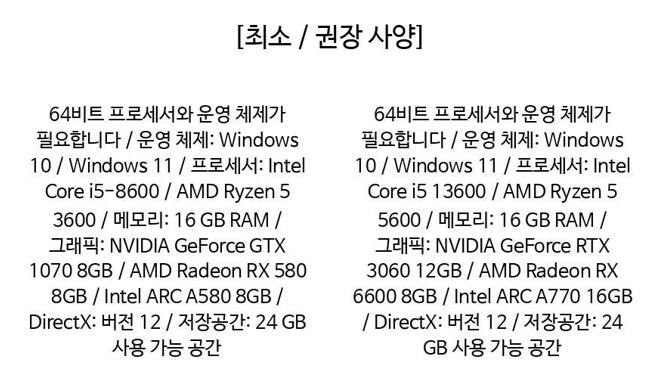 [최소 / 권장 사양]
64비트 프로세서와 운영 체제가
필요합니다 / 운영 체제: Windows
10 / Windows 11 / 프로세서: Intel
Core i5-8600 / AMD Ryzen 5
3600 / 메모리: 16 GB RAM /
그래픽: NVIDIA GeForce GTX
1070 8GB / AMD Radeon RX 580
8GB / Intel ARC A580 8GB /
DirectX: 버전 12 / 저장공간: 24 GB
사용 가능 공간
64비트 프로세서와 운영 체제가
필요합니다 / 운영 체제: Windows
10 / Windows 11 / 프로세서: Intel
Core i5 13600 / AMD Ryzen 5
5600 / 메모리: 16 GB RAM /
그래픽: NVIDIA GeForce RTX
3060 12GB / AMD Radeon RX
6600 8GB / Intel ARC A770 16GB
/ DirectX: 버전 12 / 저장공간: 24
GB 사용 가능 공간